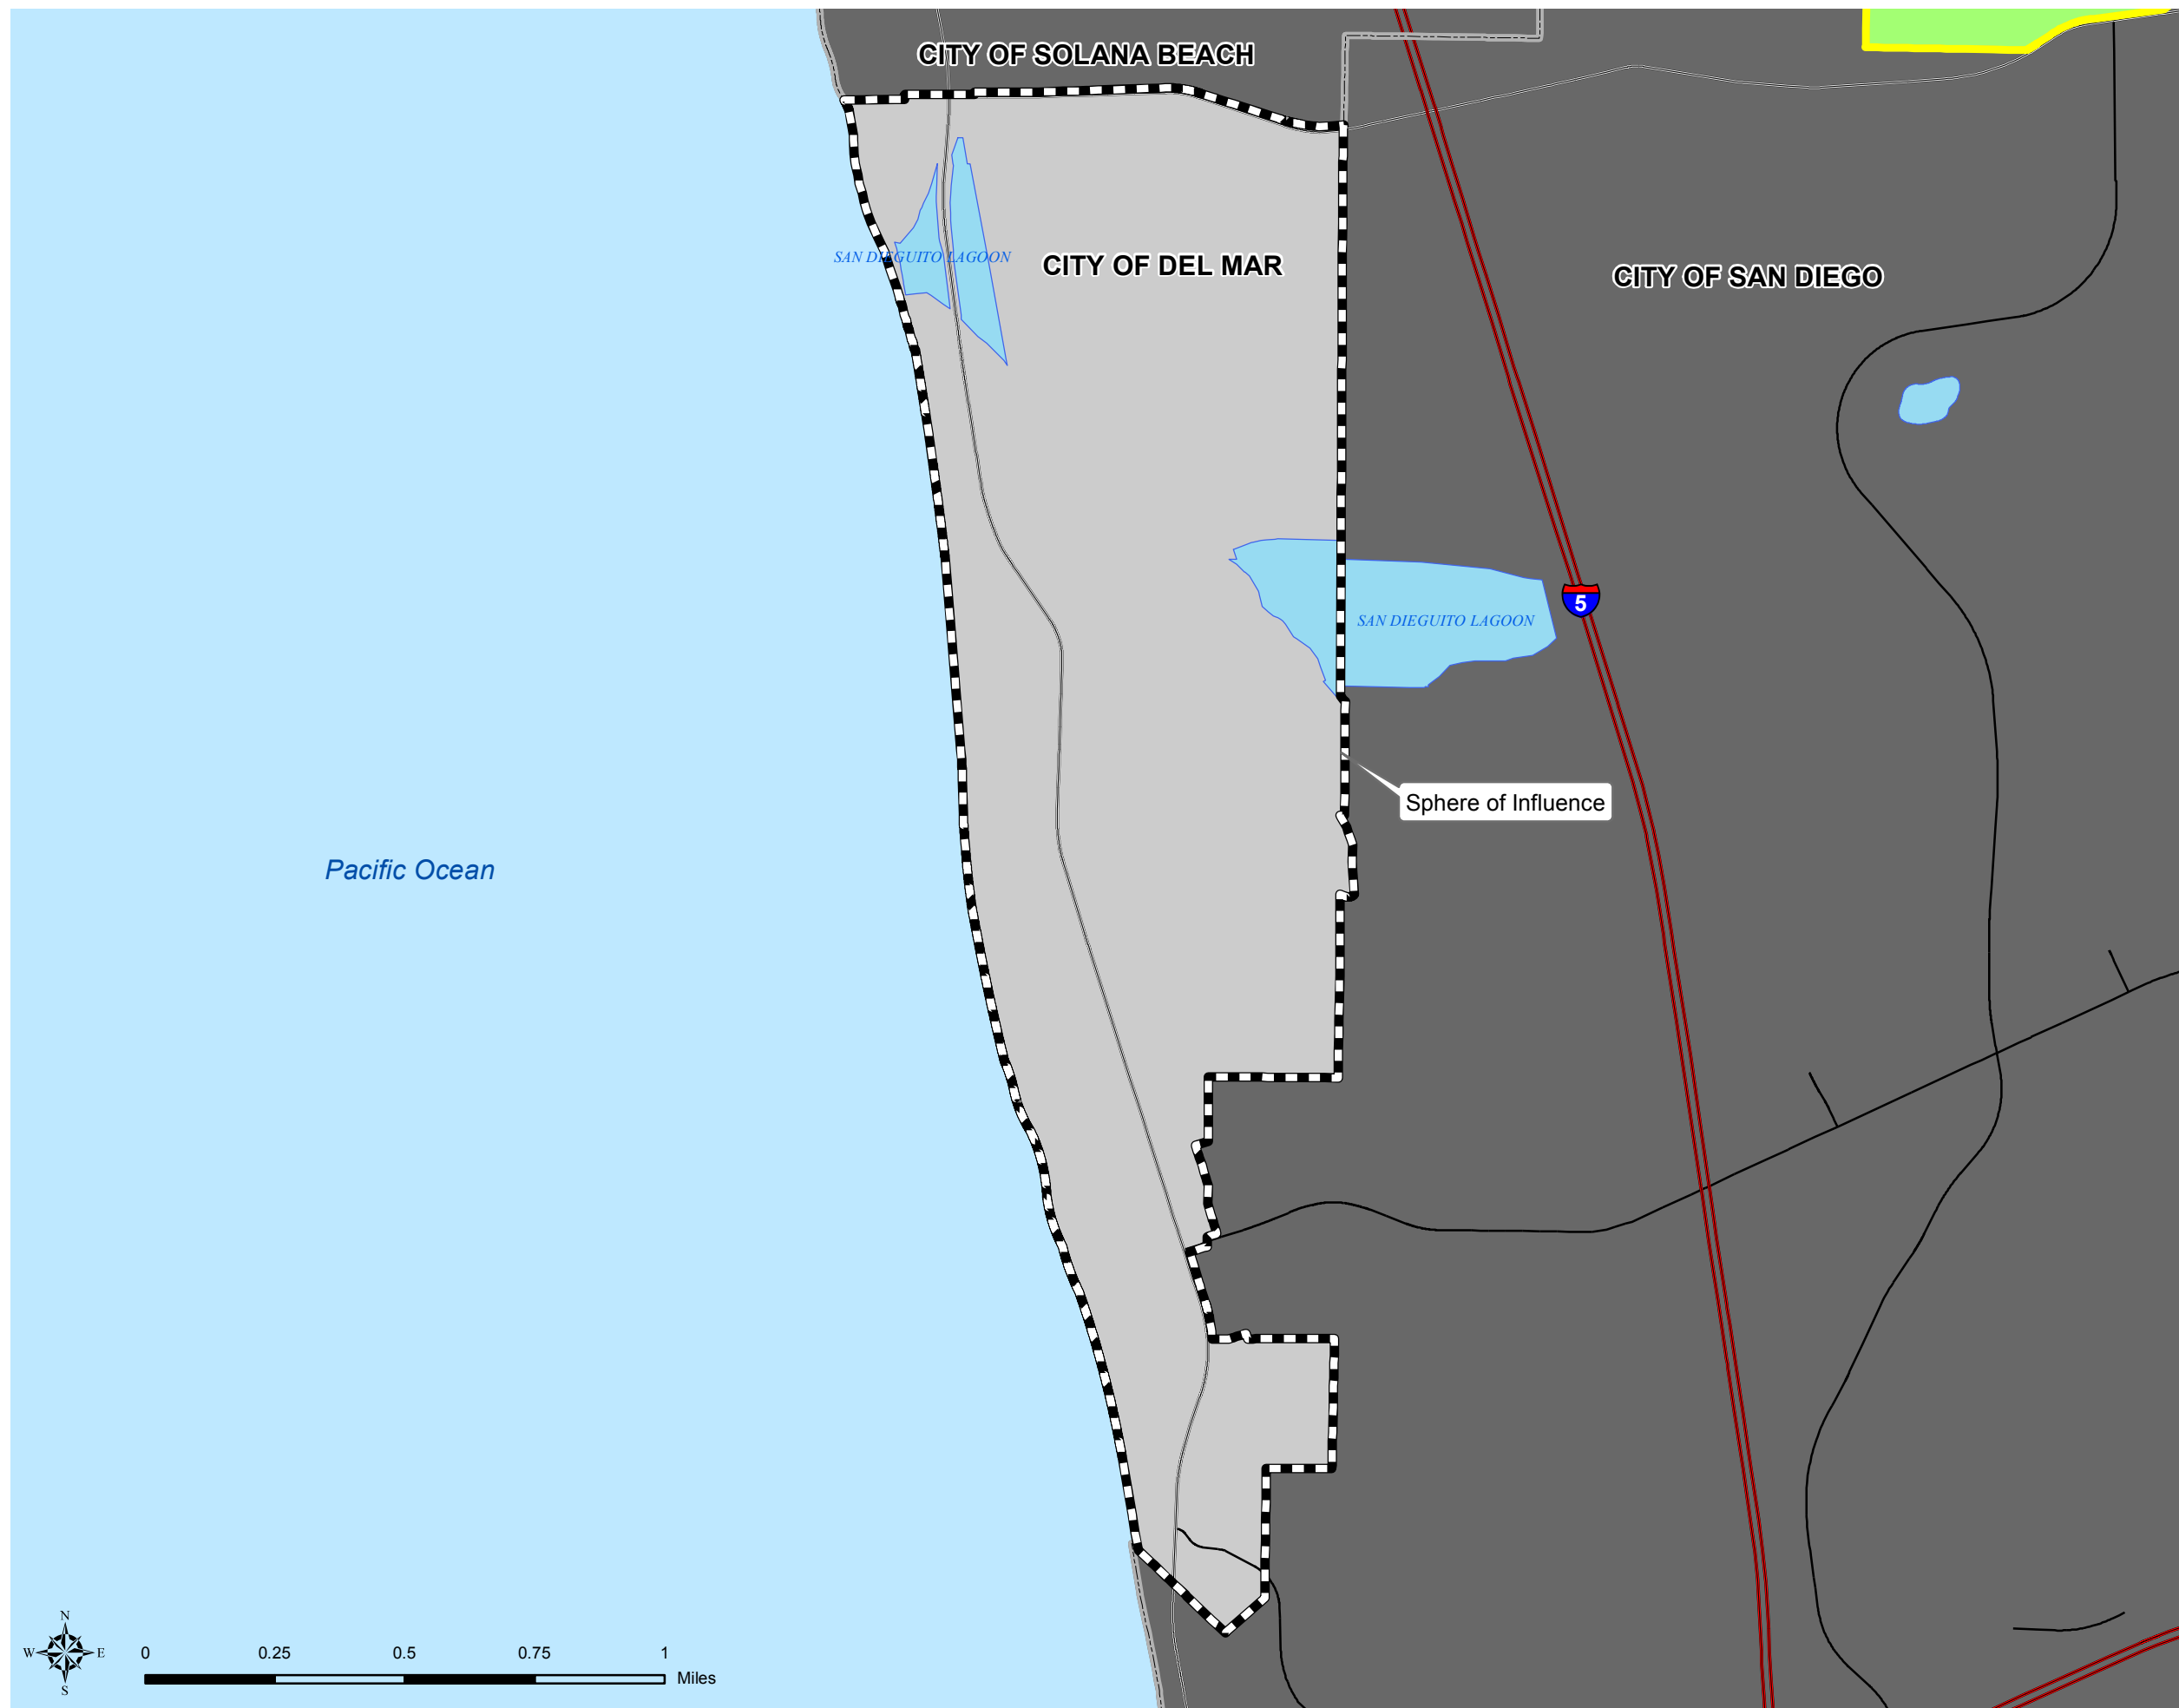 CITY OF SOLANA BEACH
SAN DIEGUITO LAGOON
CITY OF DEL MAR
CITY OF SAN DIEGO
5
SAN DIEGUITO LAGOON
Sphere of Influence
Pacific Ocean
N
W E
S
0 0.25 0.5 0.75 1
Miles